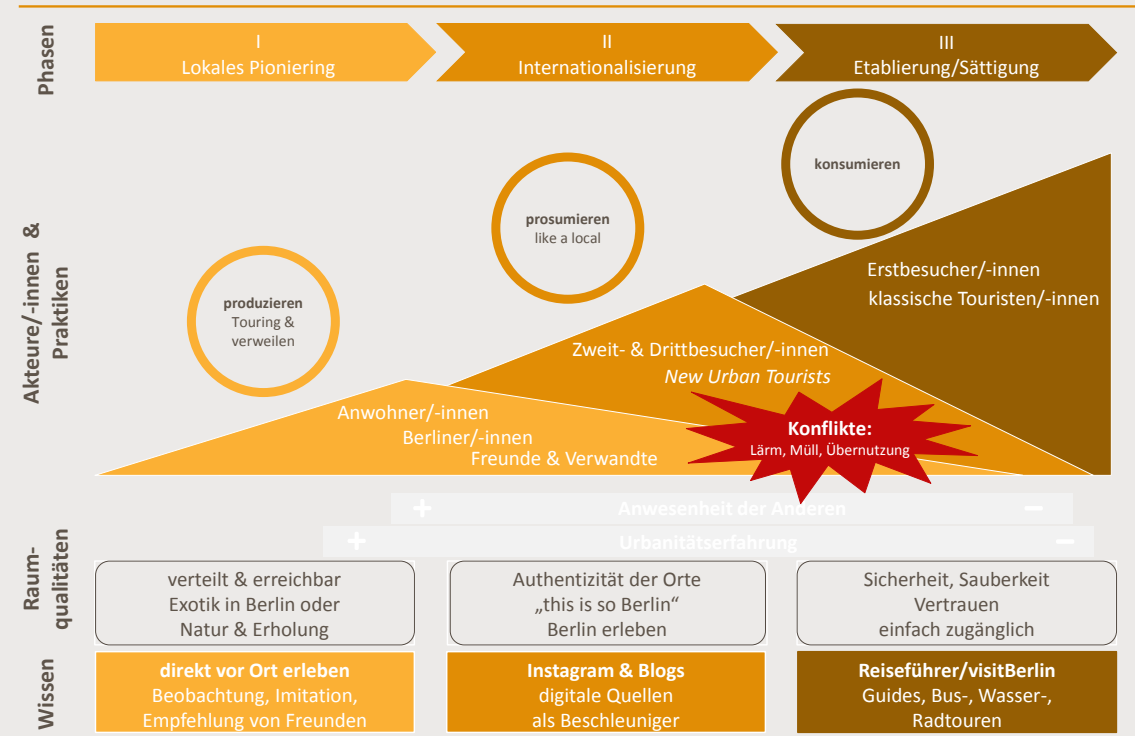 Phasen
I
Lokales Pioniering
II
Internationalisierung
III
Etablierung/Sättigung
Akteure/-innen &
Praktiken
produzieren
Touring &
verweilen
prosumieren
like a local
konsumieren
Anwohner/-innen
Berliner/-innen
Freunde & Verwandte
Zweit- & Drittbesucher/-innen
New Urban Tourists
Erstbesucher/-innen
klassische Touristen/-innen
Konflikte:
Lärm, Müll, Übernutzung
Raum-
qualitäten
+ Anwesenheit der Anderen −
+ Urbanitätserfahrung −
verteilt & erreichbar
Exotik in Berlin oder
Natur & Erholung
Authentizität der Orte
„this is so Berlin“
Berlin erleben
Sicherheit, Sauberkeit
Vertrauen
einfach zugänglich
Wissen
direkt vor Ort erleben
Beobachtung, Imitation,
Empfehlung von Freunden
Instagram & Blogs
digitale Quellen
als Beschleuniger
Reiseführer/visitBerlin
Guides, Bus-, Wasser-,
Radtouren